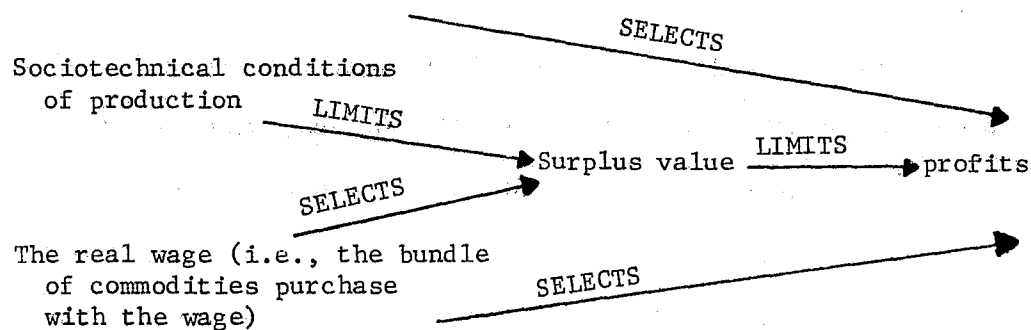 SELECTS
Sociotechnical conditions
of production
LIMITS
Surplus value LIMITS profits
SELECTS
The real wage (i.e., the bundle
of commodities purchase
with the wage)
SELECTS